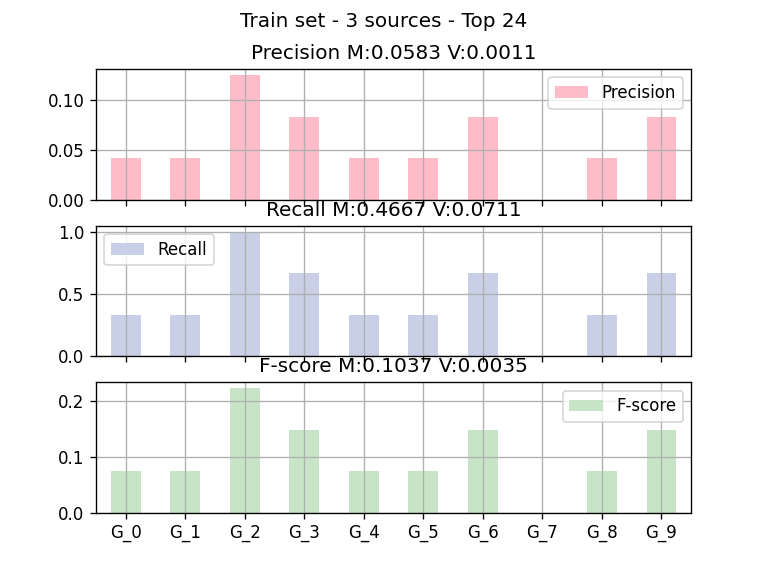 Train set - 3 sources - Top 24
Precision M:0.0583 V:0.0011
0.10
0.05
0.00
Precision
Recall M:0.4667 V:0.0711
1.0
0.5
0.0
Recall
F-score M:0.1037 V:0.0035
0.2
0.1
0.0
F-score
G_0 G_1 G_2 G_3 G_4 G_5 G_6 G_7 G_8 G_9